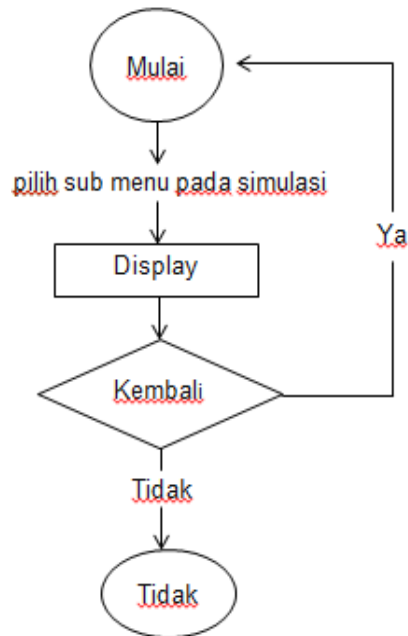 Mulai
pilih sub menu pada simulasi
Ya
Display
Kembali
Tidak
Tidak